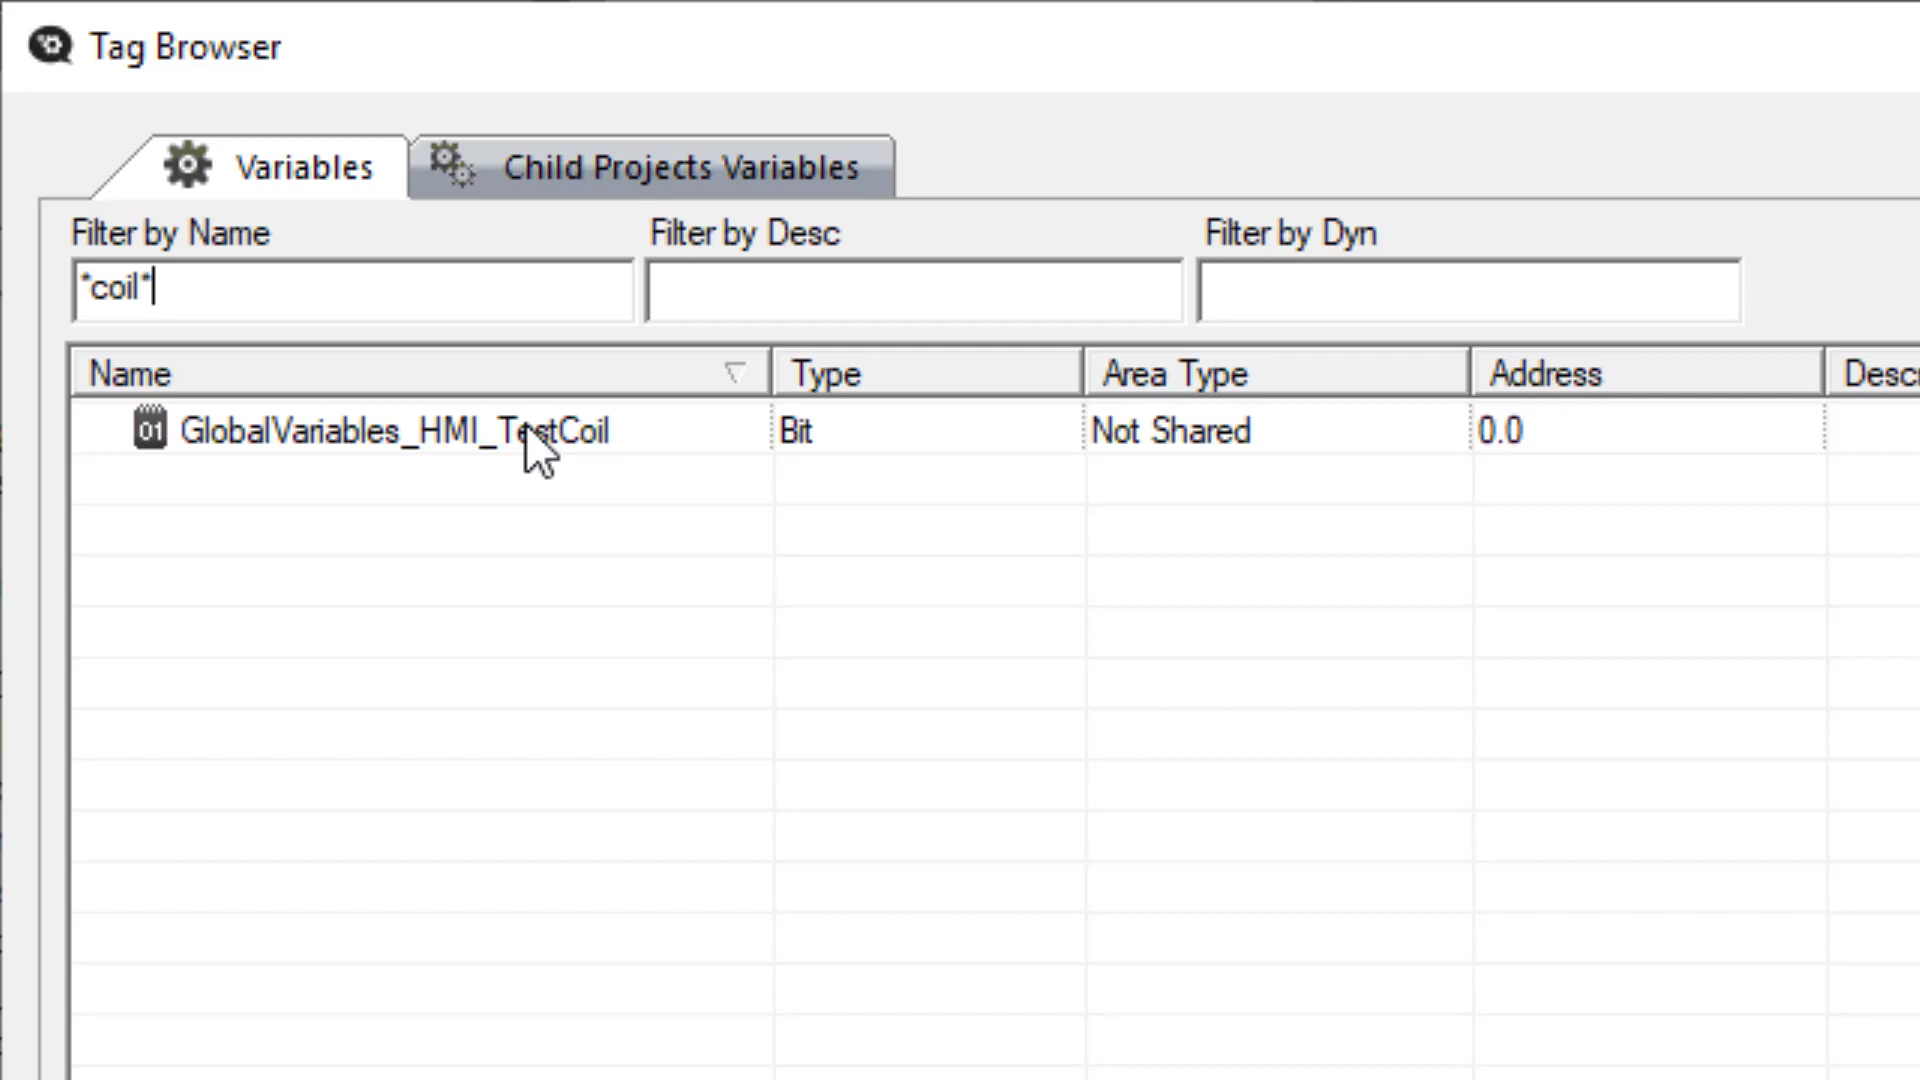 Tag Browser
Variables
Child Projects Variables
Filter by Name
Filter by Desc
Filter by Dyn
*coil*
Name
Type
Area Type
Address
Descr
01
GlobalVariables_HMI_TestCoil
Bit
Not Shared
0.0